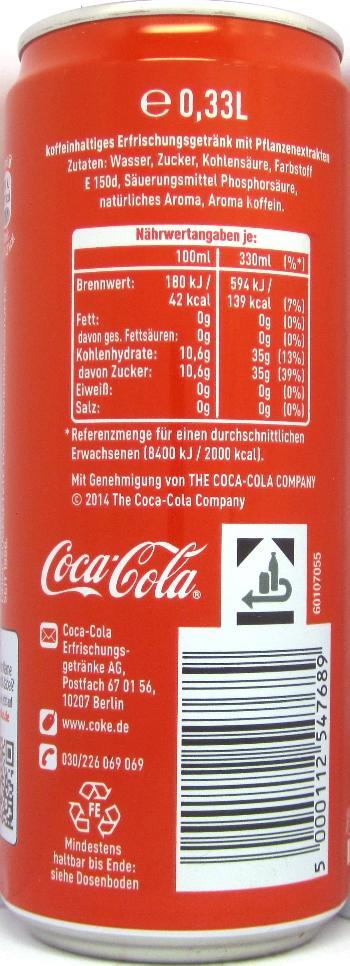 e 0,33L
koffeinhaltiges Erfrischungsgetränk mit Pflanzenextrakten
Zutaten: Wasser, Zucker, Kohlensäure, Farbstoff
E 150d, Säuerungsmittel Phosphorsäure,
natürliches Aroma, Aroma Koffein.
Nährwertangaben je:
100ml 330ml (%*)
Brennwert: 180 kJ / 594 kJ /
42 kcal 139 kcal (7%)
Fett: 0g 0g (0%)
davon ges. Fettsäuren: 0g 0g (0%)
Kohlenhydrate: 10,6g 35g (13%)
davon Zucker: 10,6g 35g (39%)
Eiweiß: 0g 0g (0%)
Salz: 0g 0g (0%)
*Referenzmenge für einen durchschnittlichen
Erwachsenen (8400 kJ / 2000 kcal).
Mit Genehmigung von THE COCA-COLA COMPANY
© 2014 The Coca-Cola Company
Coca-Cola®
60107055
Coca-Cola
Erfrischungs-
getränke AG,
Postfach 67 01 56,
10207 Berlin
www.coke.de
030/226 069 069
FE
Mindestens
haltbar bis Ende:
siehe Dosenboden
5 000112 547689